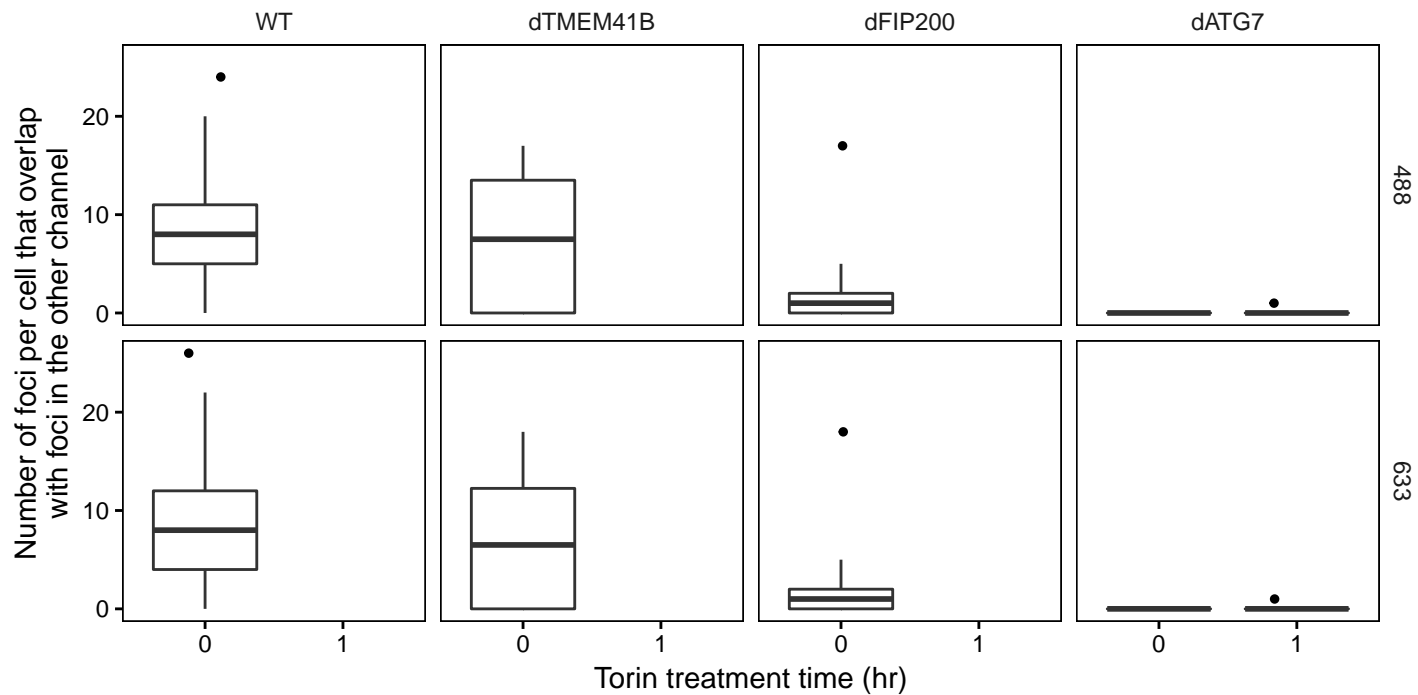 WT dTMEM41B dFIP200 dATG7
Number of foci per cell that overlap
with foci in the other channel
20
10
0
488
20
10
0
633
0 1 0 1 0 1 0 1
Torin treatment time (hr)